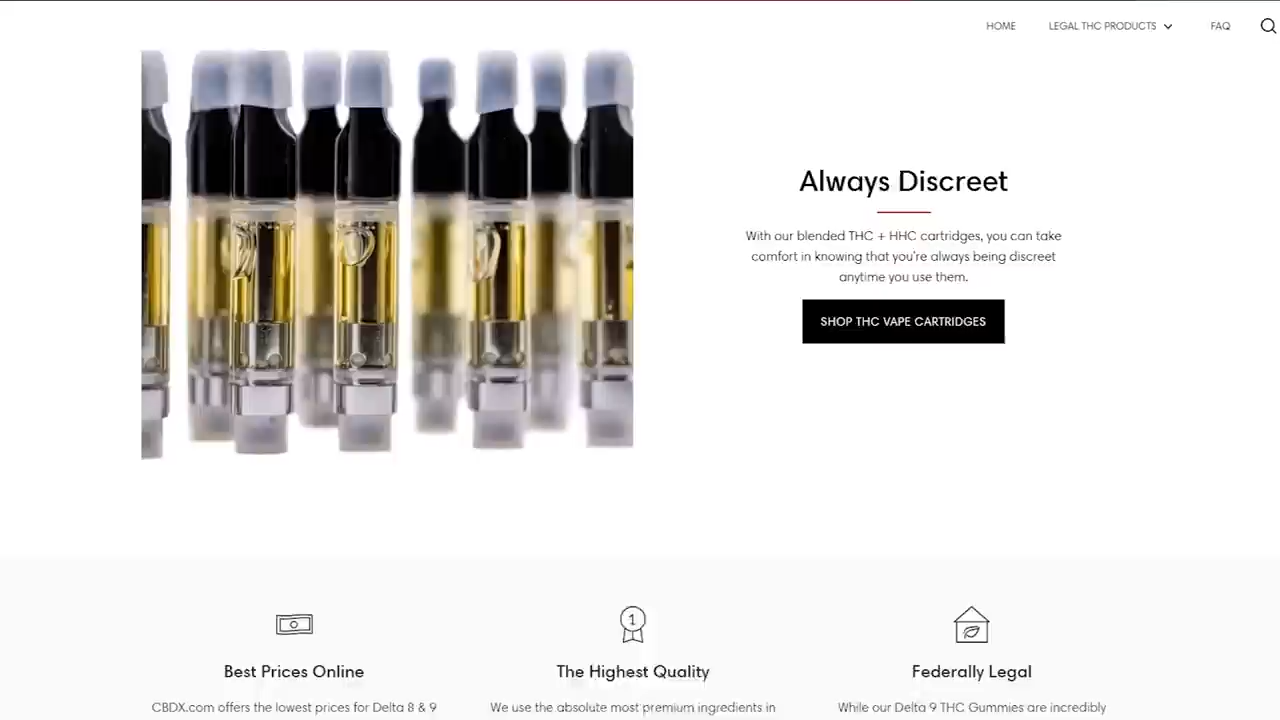 HOME
LEGAL THC PRODUCTS
FAQ
Always Discreet
With our blended THC + HHC cartridges, you can take
comfort in knowing that you're always being discreet
anytime you use them.
SHOP THC VAPE CARTRIDGES
1
Best Prices Online
The Highest Quality
Federally Legal
CBDX.com offers the lowest prices for Delta 8 & 9
We use the absolute most premium ingredients in
While our Delta 9 THC Gummies are incredibly